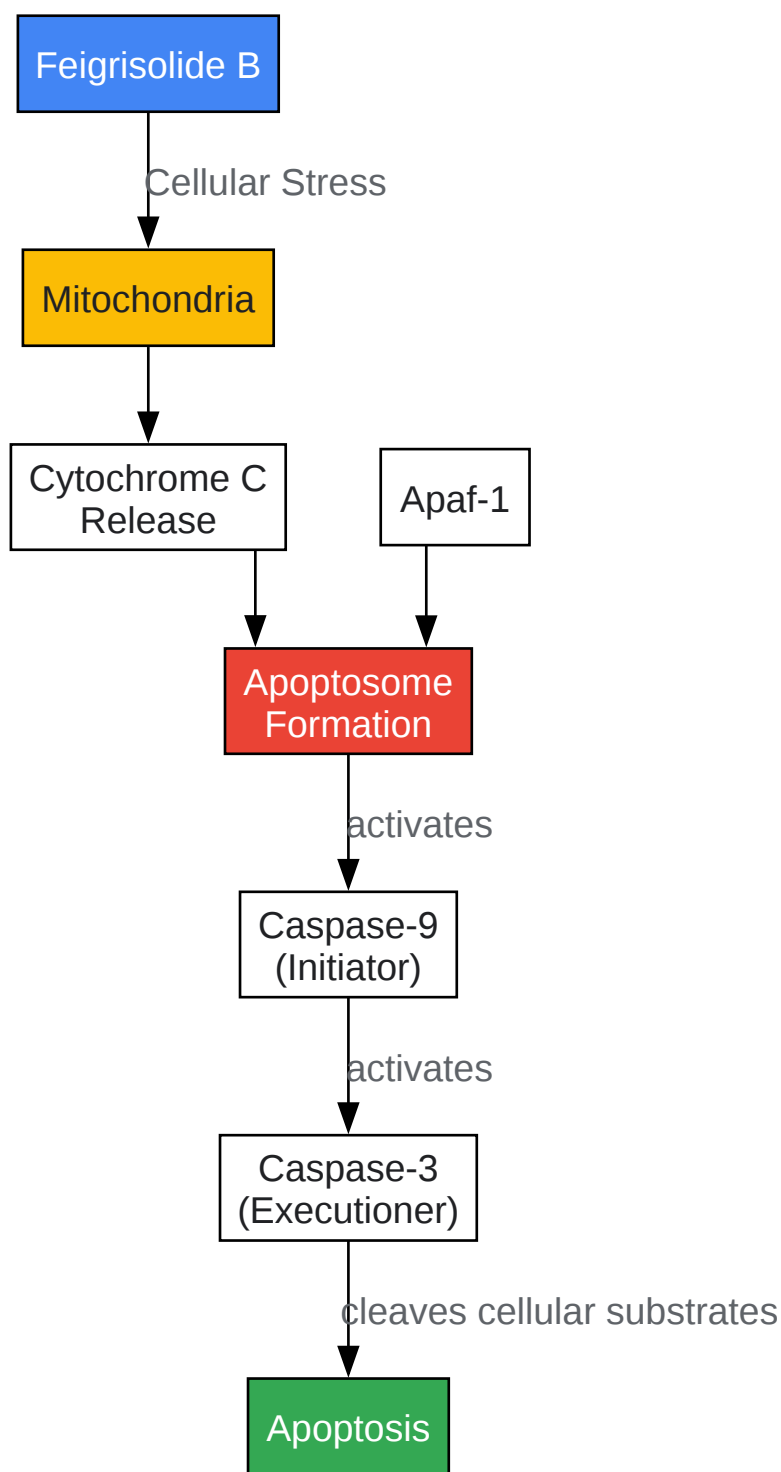 Feigrisolide B
Cellular Stress
Mitochondria
Cytochrome C
Release
Apaf-1
Apoptosome
Formation
activates
Caspase-9
(Initiator)
activates
Caspase-3
(Executioner)
cleaves cellular substrates
Apoptosis